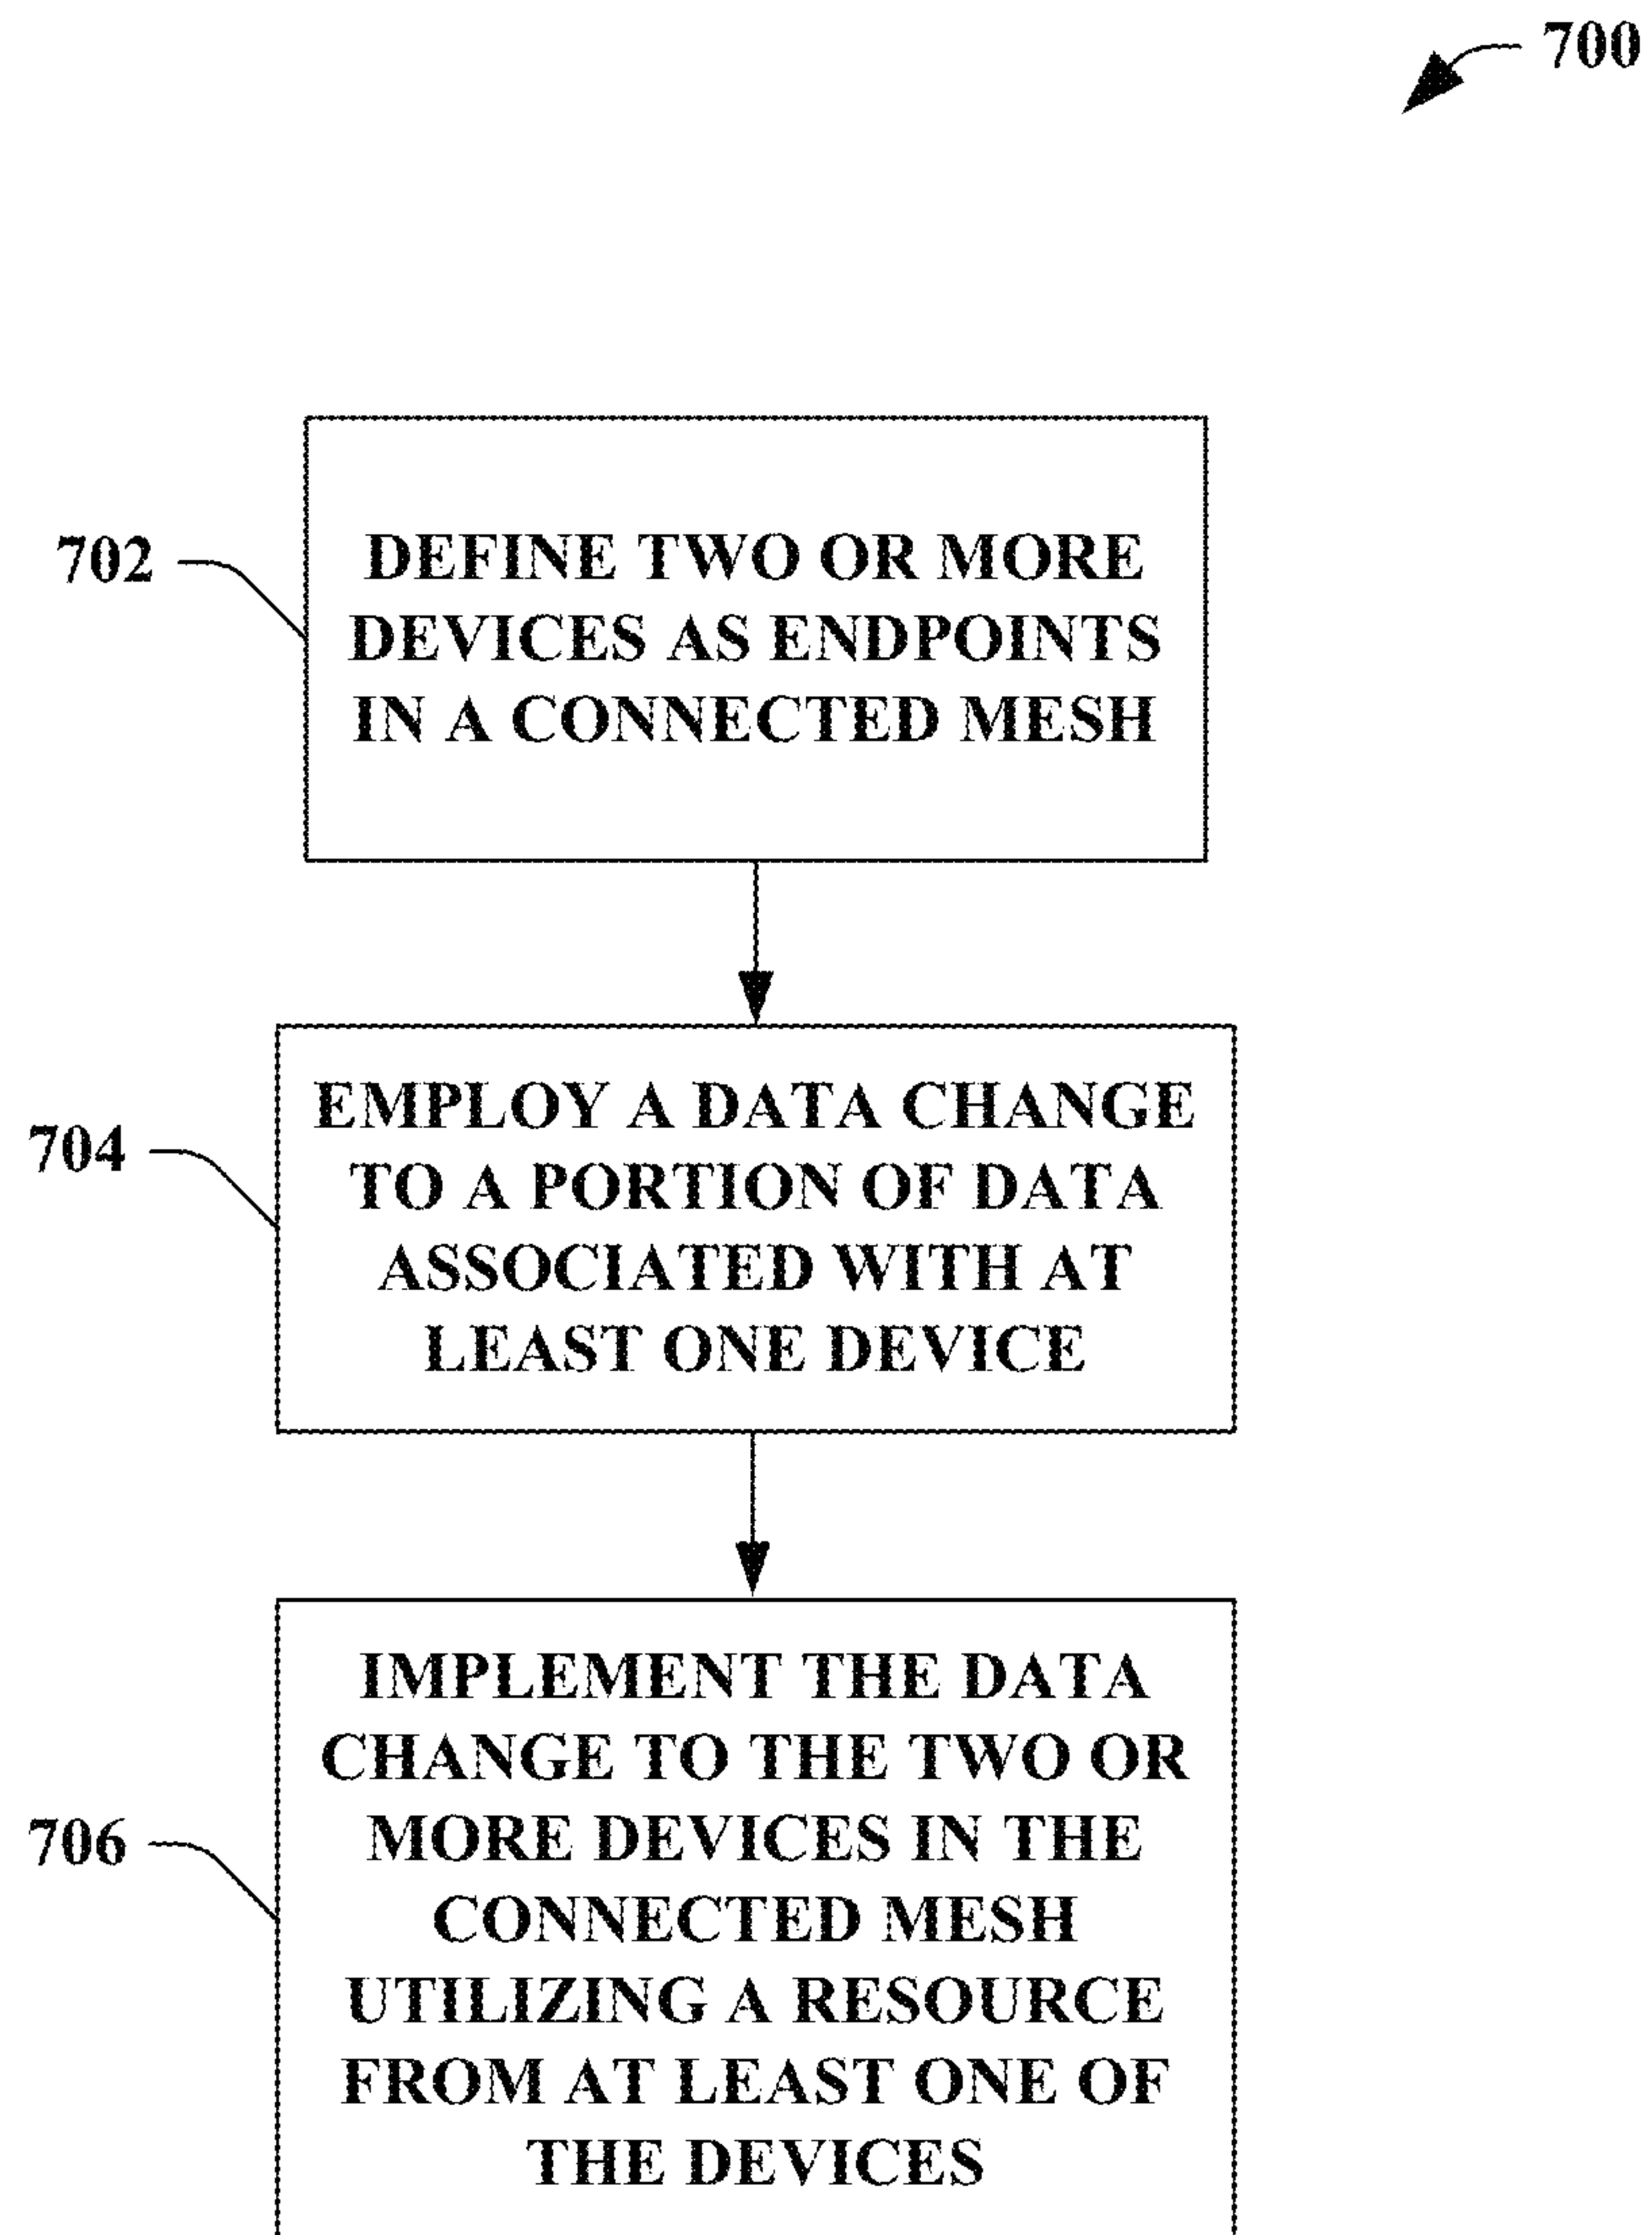 700
702
DEFINE TWO OR MORE
DEVICES AS ENDPOINTS
IN A CONNECTED MESH
704
EMPLOY A DATA CHANGE
TO A PORTION OF DATA
ASSOCIATED WITH AT
LEAST ONE DEVICE
706
IMPLEMENT THE DATA
CHANGE TO THE TWO OR
MORE DEVICES IN THE
CONNECTED MESH
UTILIZING A RESOURCE
FROM AT LEAST ONE OF
THE DEVICES